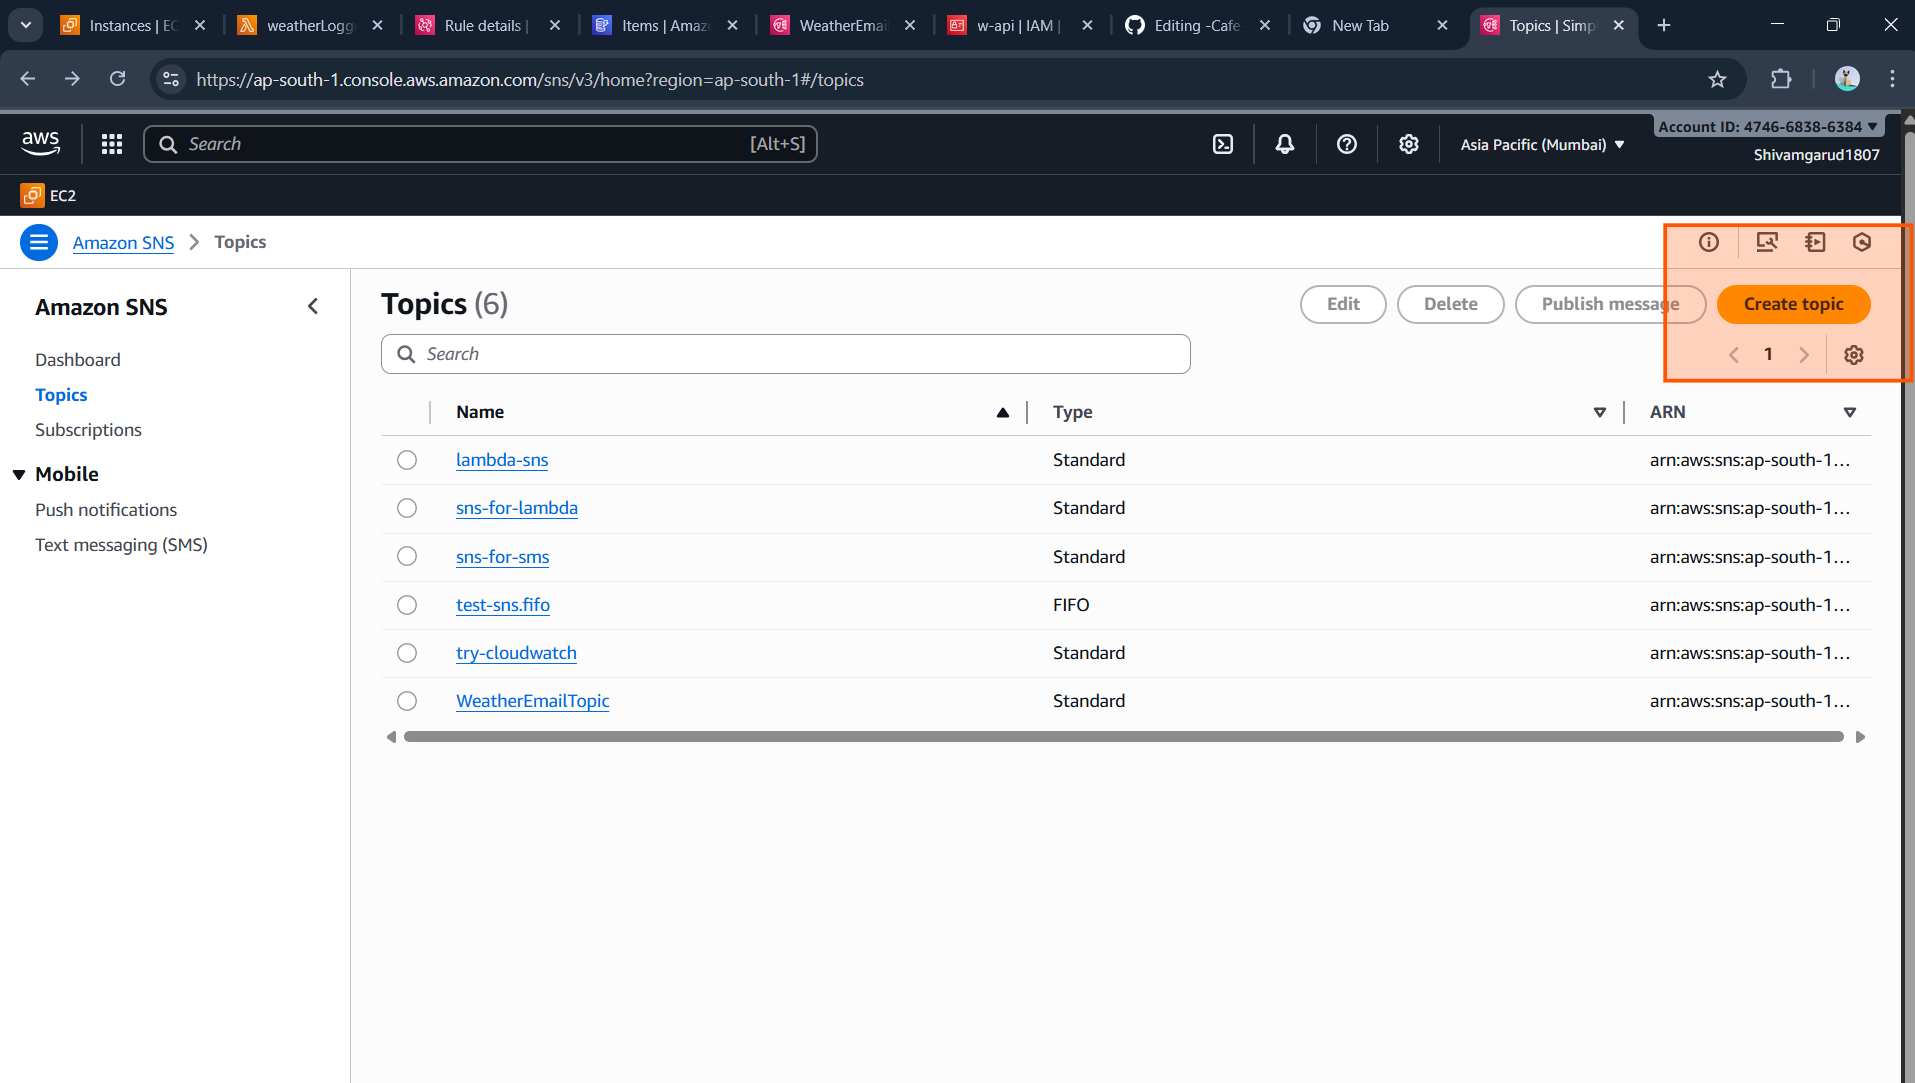 Instances | EC
weatherLogg
Rule details |
Items | Amaz
WeatherEmai
w-api | IAM |
Editing -Cafe
New Tab
Topics | Simp
https://ap-south-1.console.aws.amazon.com/sns/v3/home?region=ap-south-1#/topics
aws
Search
[Alt+S]
Asia Pacific (Mumbai)
Account ID: 4746-6838-6384
Shivamgarud1807
EC2
Amazon SNS
Topics
Amazon SNS
Dashboard
Topics
Subscriptions
Mobile
Push notifications
Text messaging (SMS)
Topics (6)
Edit
Delete
Publish message
Create topic
Search
1
Name Type ARN
lambda-sns Standard arn:aws:sns:ap-south-1...
sns-for-lambda Standard arn:aws:sns:ap-south-1...
sns-for-sms Standard arn:aws:sns:ap-south-1...
test-sns.fifo FIFO arn:aws:sns:ap-south-1...
try-cloudwatch Standard arn:aws:sns:ap-south-1...
WeatherEmailTopic Standard arn:aws:sns:ap-south-1...